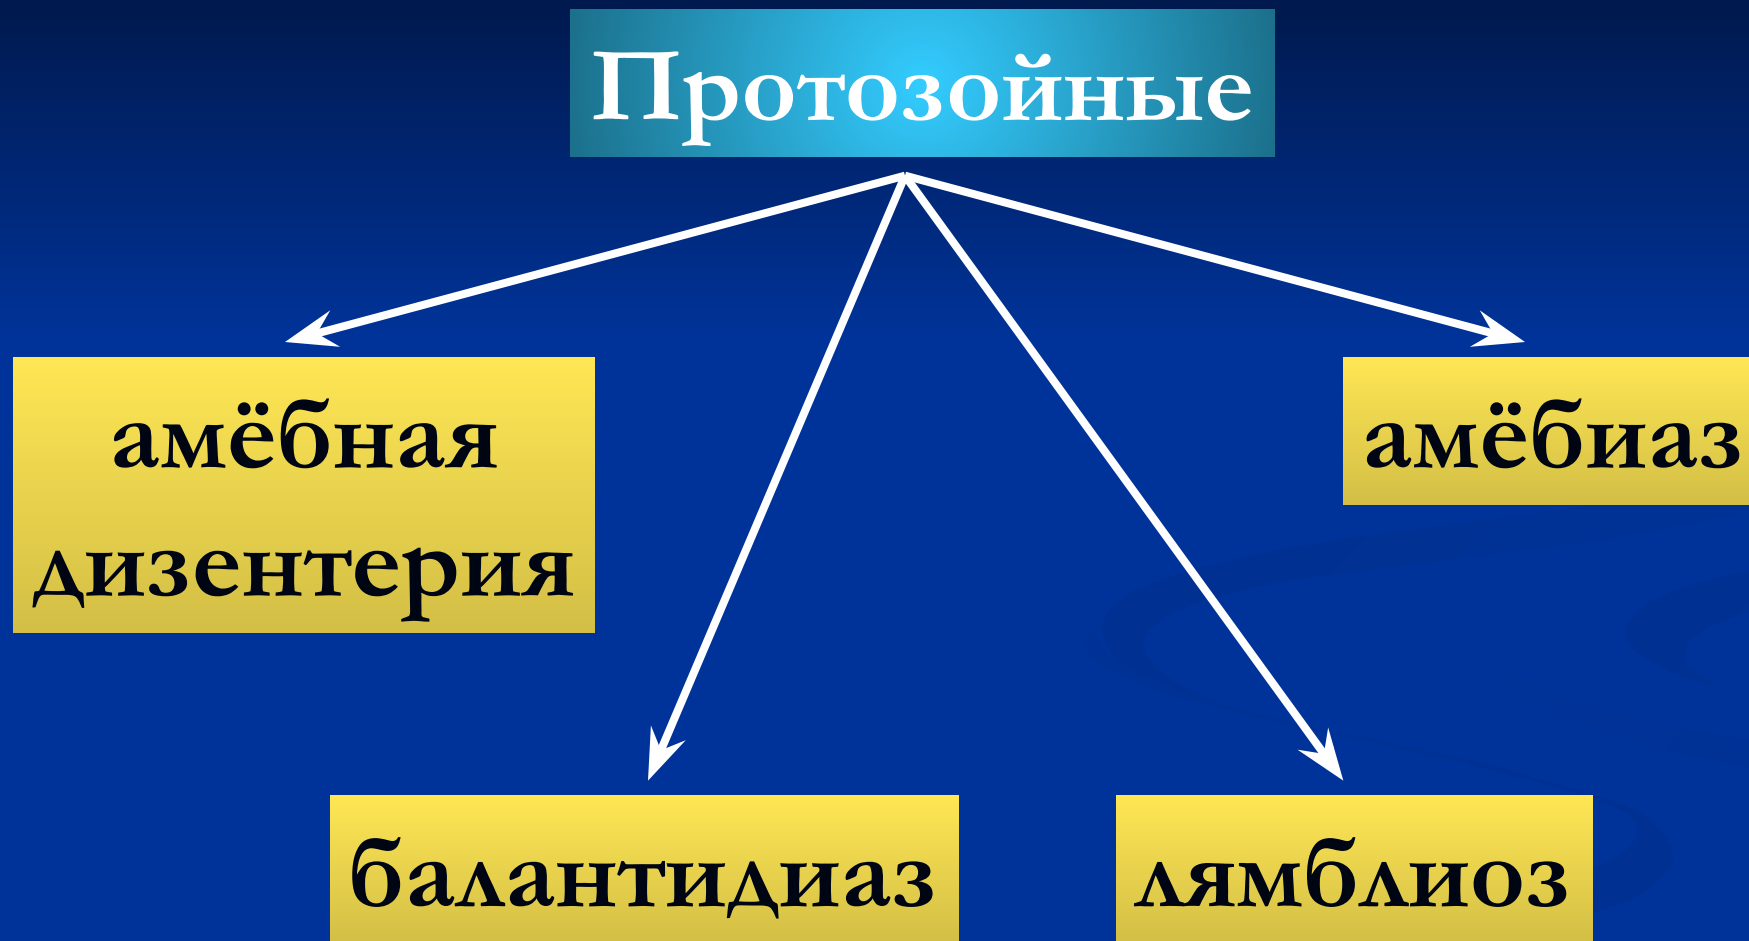 Протозойные
амёбная
дизентерия
амёбиаз
балантидиаз
лямблиоз